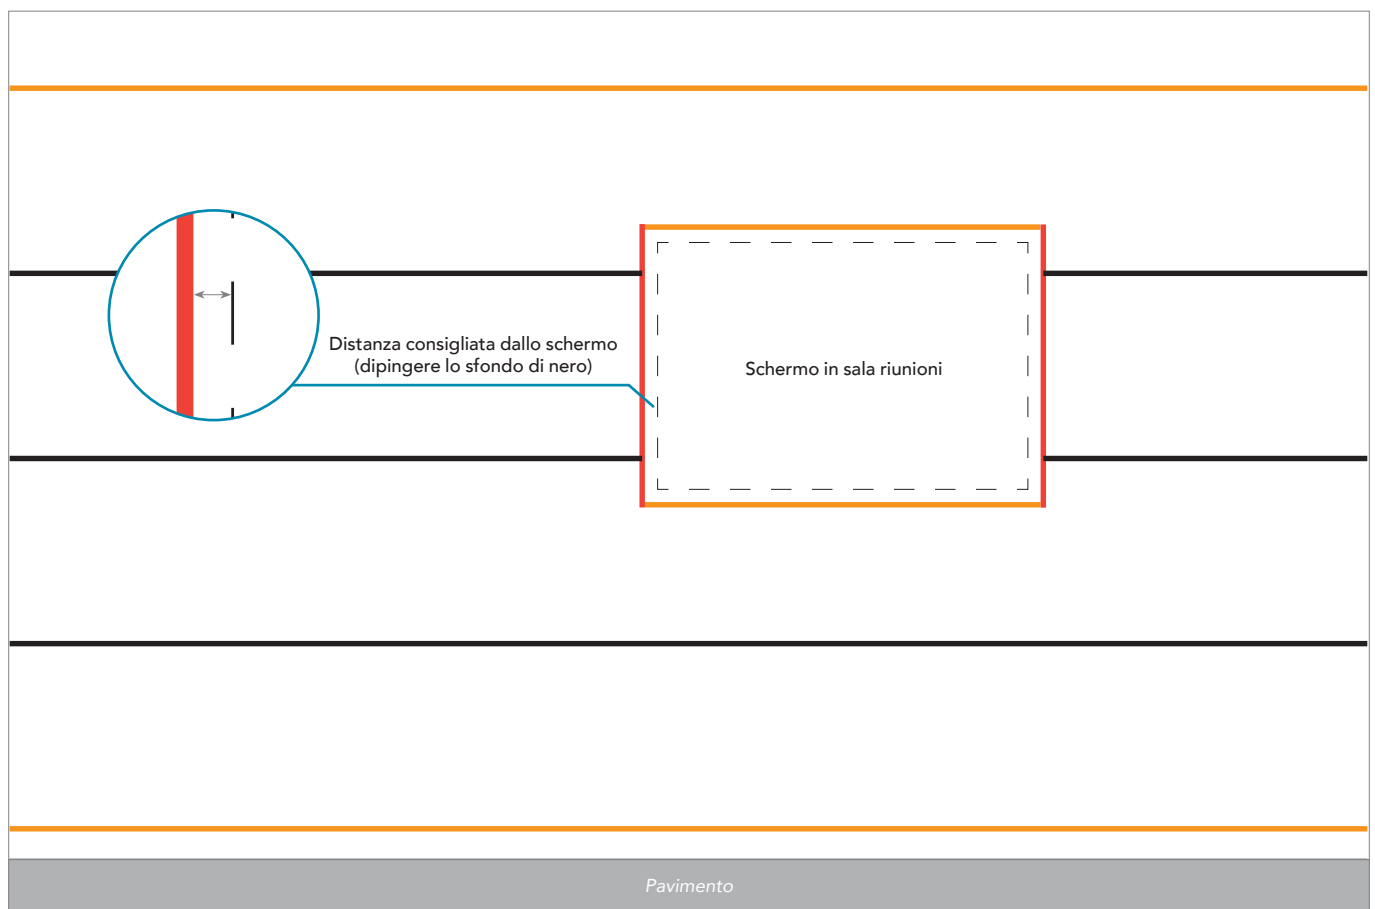 Distanza consigliata dallo schermo
(dipingere lo sfondo di nero)
Schermo in sala riunioni
Pavimento